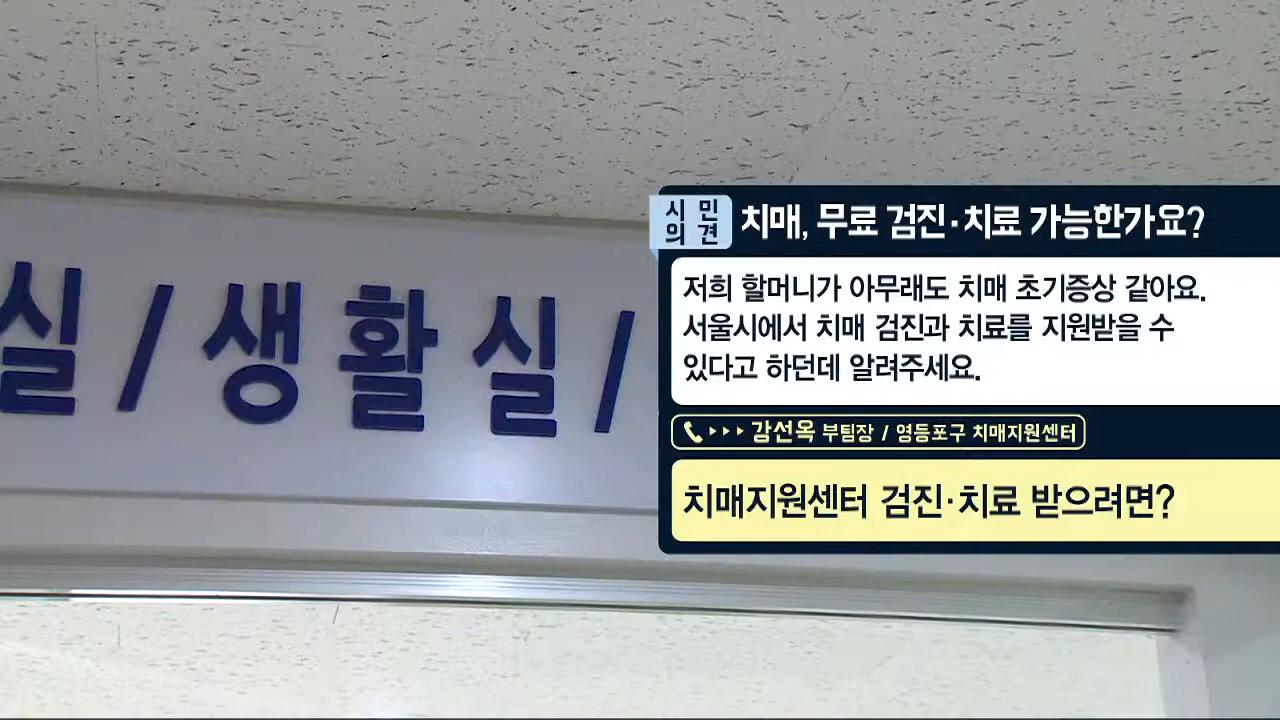 실/생활실/
시민
의견
치매, 무료 검진·치료 가능한가요?
저희 할머니가 아무래도 치매 초기증상 같아요.
서울시에서 치매 검진과 치료를 지원받을 수
있다고 하던데 알려주세요.
감선옥 부팀장 / 영등포구 치매지원센터
치매지원센터 검진·치료 받으려면?